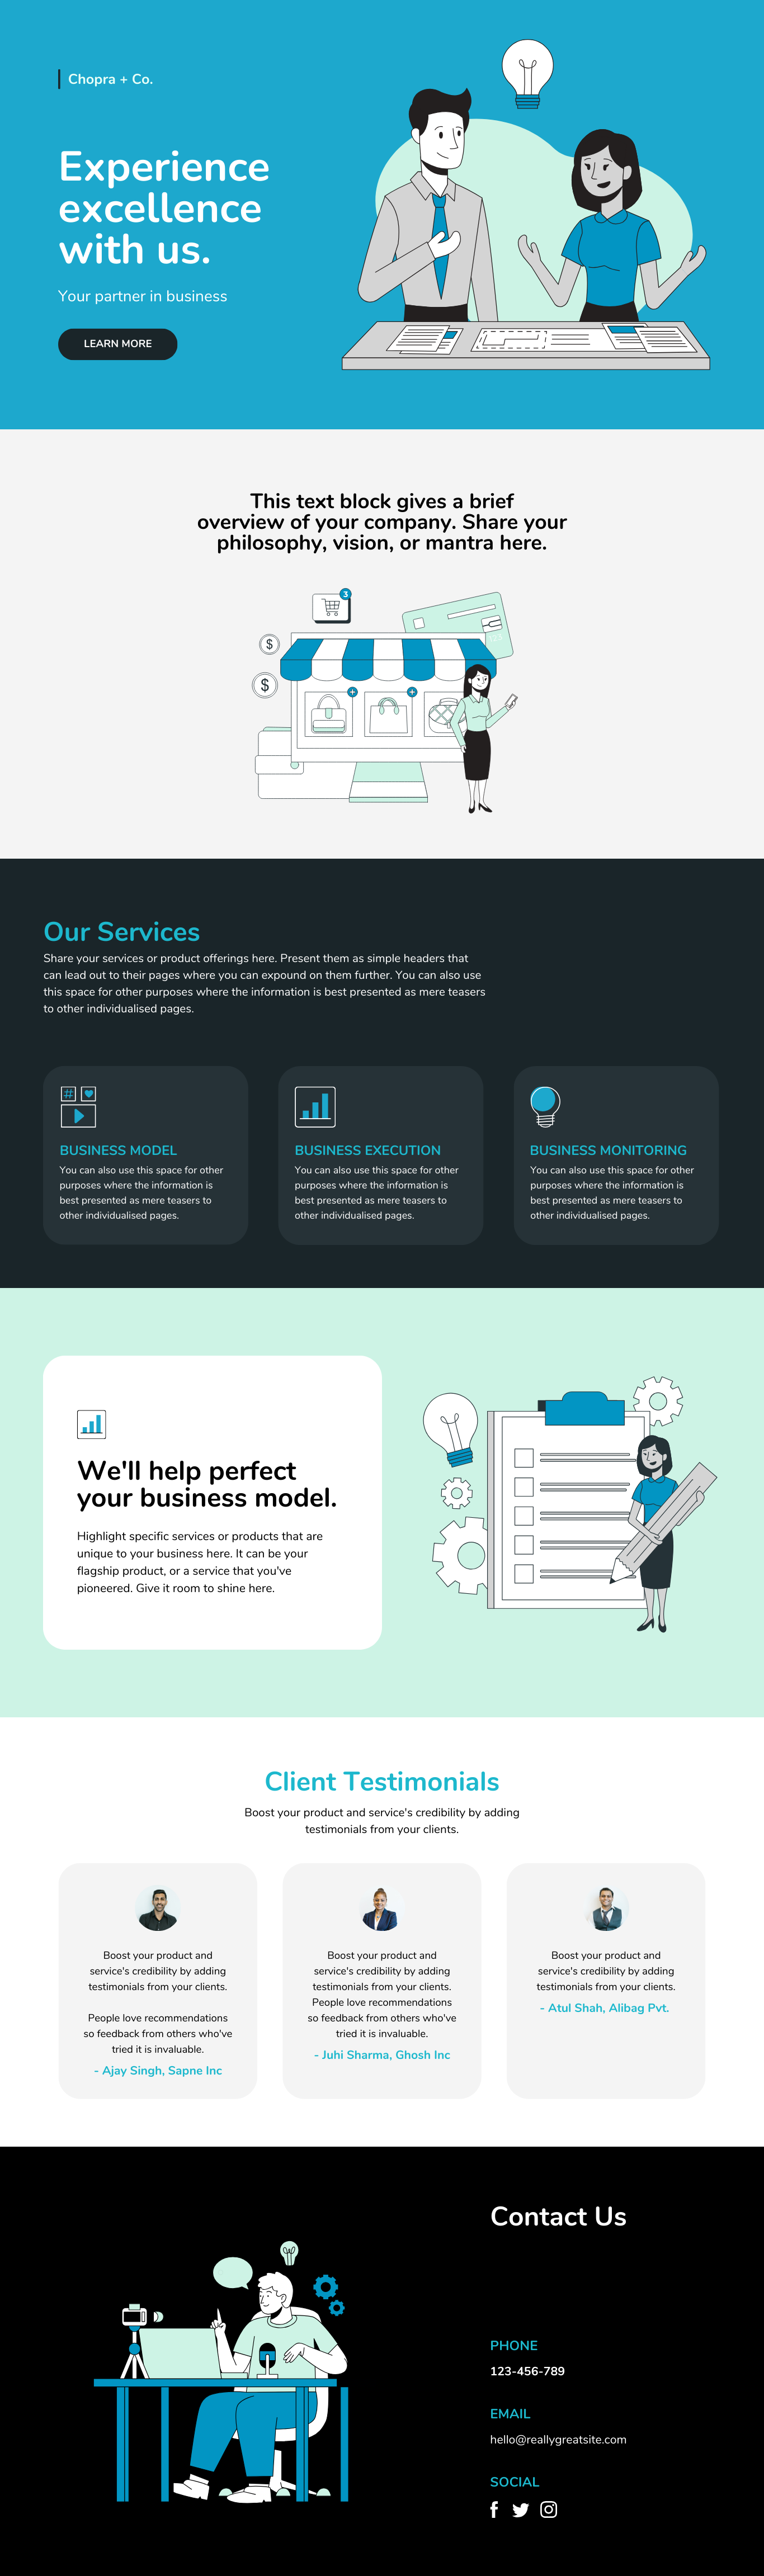 Chopra + Co.
Experience
excellence
with us.
Your partner in business
LEARN MORE
This text block gives a brief
overview of your company. Share your
philosophy, vision, or mantra here.
3
$
$
Our Services
Share your services or product offerings here. Present them as simple headers that
can lead out to their pages where you can expound on them further. You can also use
this space for other purposes where the information is best presented as mere teasers
to other individualised pages.
#
BUSINESS MODEL
You can also use this space for other
purposes where the information is
best presented as mere teasers to
other individualised pages.
BUSINESS EXECUTION
You can also use this space for other
purposes where the information is
best presented as mere teasers to
other individualised pages.
BUSINESS MONITORING
You can also use this space for other
purposes where the information is
best presented as mere teasers to
other individualised pages.
We'll help perfect
your business model.
Highlight specific services or products that are
unique to your business here. It can be your
flagship product, or a service that you've
pioneered. Give it room to shine here.
Client Testimonials
Boost your product and service's credibility by adding
testimonials from your clients.
Boost your product and
service's credibility by adding
testimonials from your clients.
People love recommendations
so feedback from others who've
tried it is invaluable.
- Ajay Singh, Sapne Inc
Boost your product and
service's credibility by adding
testimonials from your clients.
People love recommendations
so feedback from others who've
tried it is invaluable.
- Juhi Sharma, Ghosh Inc
Boost your product and
service's credibility by adding
testimonials from your clients.
- Atul Shah, Alibag Pvt.
Contact Us
PHONE
123-456-789
EMAIL
hello@reallygreatsite.com
SOCIAL